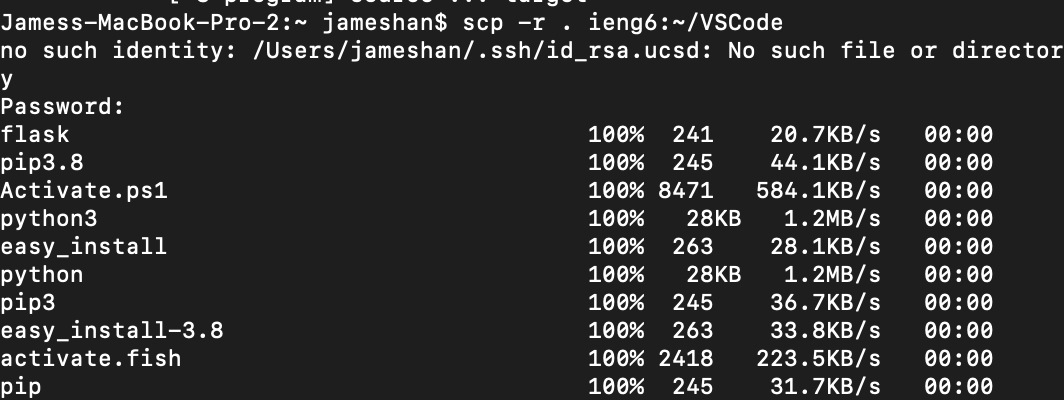 [-S program] source ... target
Jamess-MacBook-Pro-2:~ jameshan$ scp -r . ieng6:~/VSCode
no such identity: /Users/jameshan/.ssh/id_rsa.ucsd: No such file or director
y
Password:
flask 100% 241 20.7KB/s 00:00
pip3.8 100% 245 44.1KB/s 00:00
Activate.ps1 100% 8471 584.1KB/s 00:00
python3 100% 28KB 1.2MB/s 00:00
easy_install 100% 263 28.1KB/s 00:00
python 100% 28KB 1.2MB/s 00:00
pip3 100% 245 36.7KB/s 00:00
easy_install-3.8 100% 263 33.8KB/s 00:00
activate.fish 100% 2418 223.5KB/s 00:00
pip 100% 245 31.7KB/s 00:00